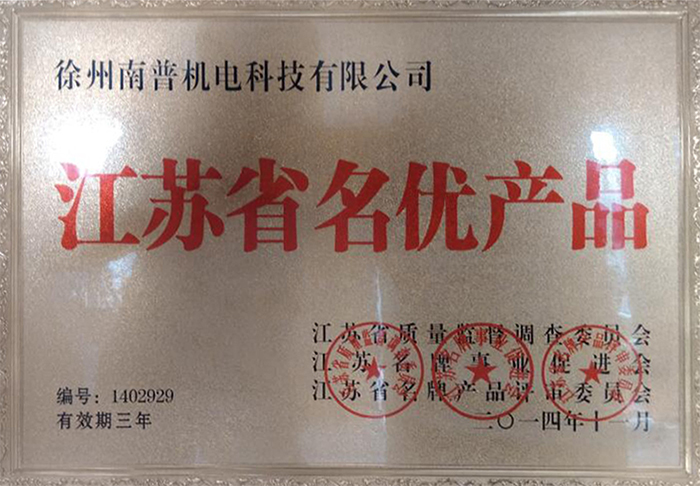 徐州南普机电科技有限公司
江苏省名优产品
江苏省质量监督调查委员会
江苏名牌事业促进会
江苏省名牌产品评审委员会
二〇一四年十一月
编号：1402929
有效期三年